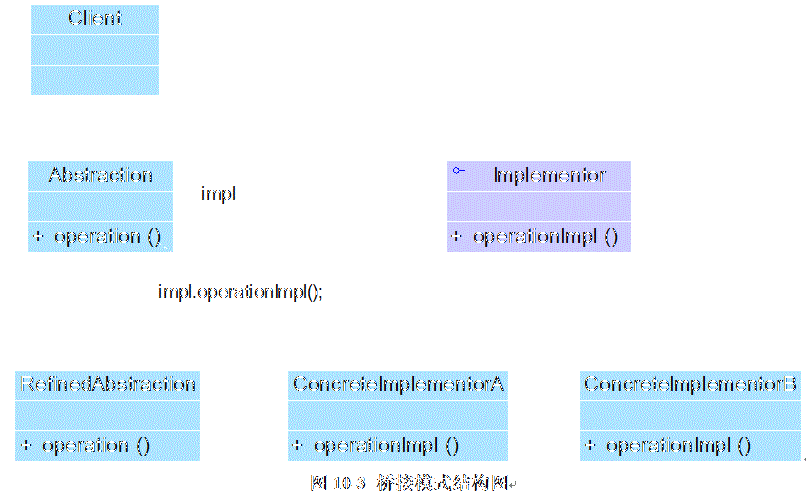 Client
Abstraction
impl
Implementor
+ operation ()
+ operationImpl ()
impl.operationImpl();
RefinedAbstraction
ConcreteImplementorA
ConcreteImplementorB
+ operation ()
+ operationImpl ()
+ operationImpl ()
图 10-3 桥接模式结构图